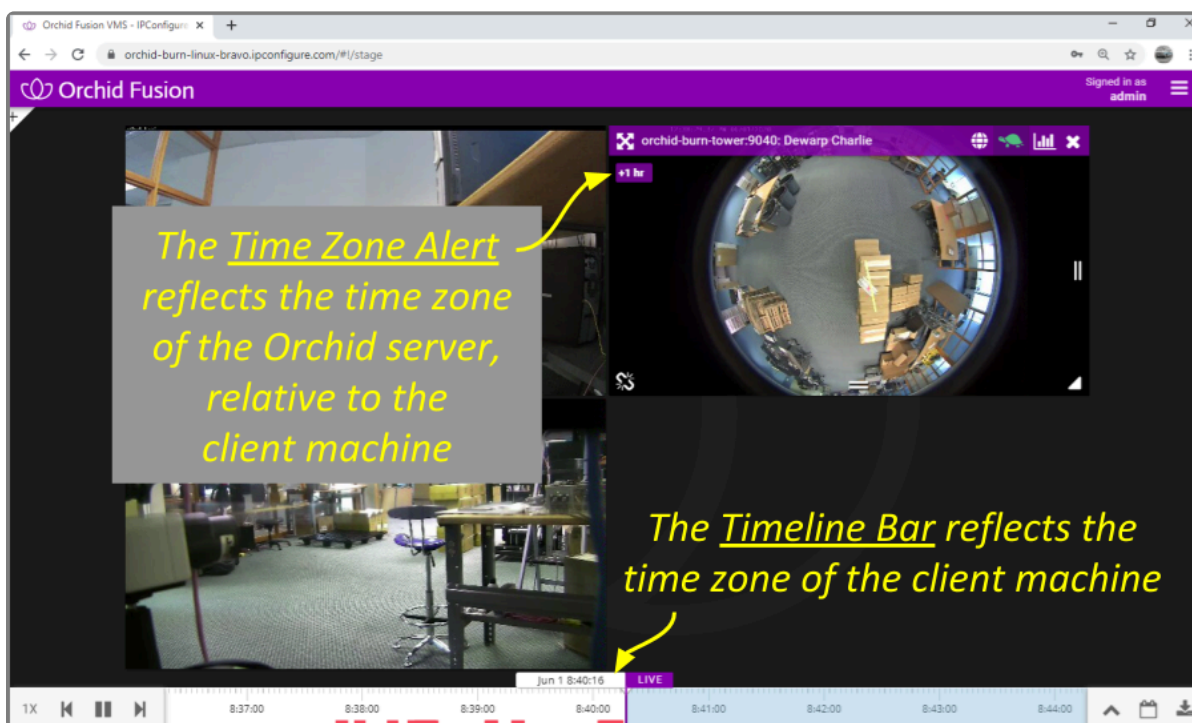 Orchid Fusion VMS - IPConfigure
orchid-burn-linux-bravo.ipconfigure.com/#!/stage
Orchid Fusion
Signed in as
admin
orchid-burn-tower:9040: Dewarp Charlie
+1 hr
The Time Zone Alert
reflects the time zone
of the Orchid server,
relative to the
client machine
The Timeline Bar reflects the
time zone of the client machine
Jun 1 8:40:16 LIVE
1X 8:37:00 8:38:00 8:39:00 8:40:00 8:41:00 8:42:00 8:43:00 8:44:00